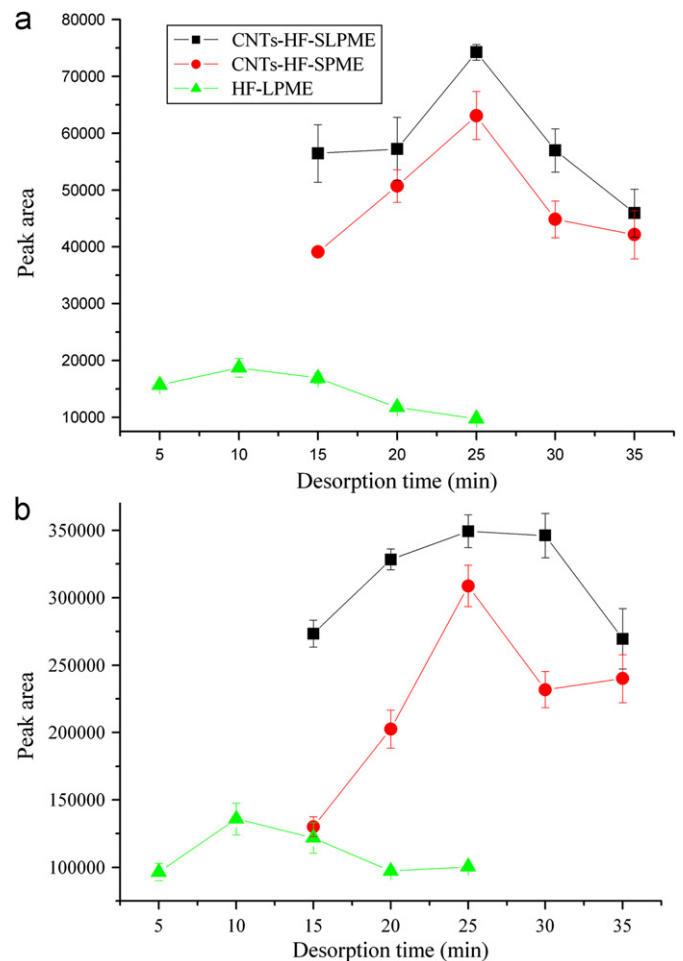 a
CNTs-HF-SLPME
CNTs-HF-SPME
HF-LPME
80000
70000
60000
50000
40000
30000
20000
10000
Peak area
5 10 15 20 25 30 35
Desorption time (min)
b
350000
300000
250000
200000
150000
100000
Peak area
5 10 15 20 25 30 35
Desorption time (min)